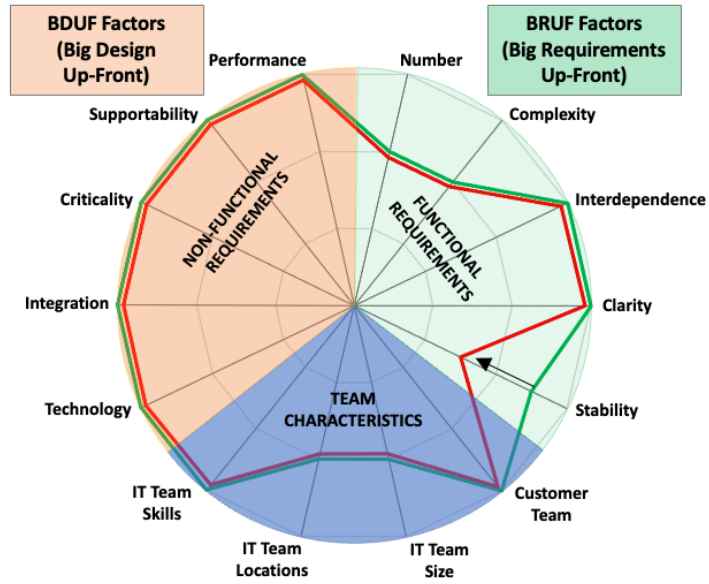 BDUF Factors
(Big Design
Up-Front)
BRUF Factors
(Big Requirements
Up-Front)
Performance
Number
Supportability
Complexity
Criticality
Interdependence
NON-FUNCTIONAL
REQUIREMENTS
FUNCTIONAL
REQUIREMENTS
Integration
Clarity
Technology
Stability
TEAM
CHARACTERISTICS
IT Team
Skills
Customer
Team
IT Team
Locations
IT Team
Size